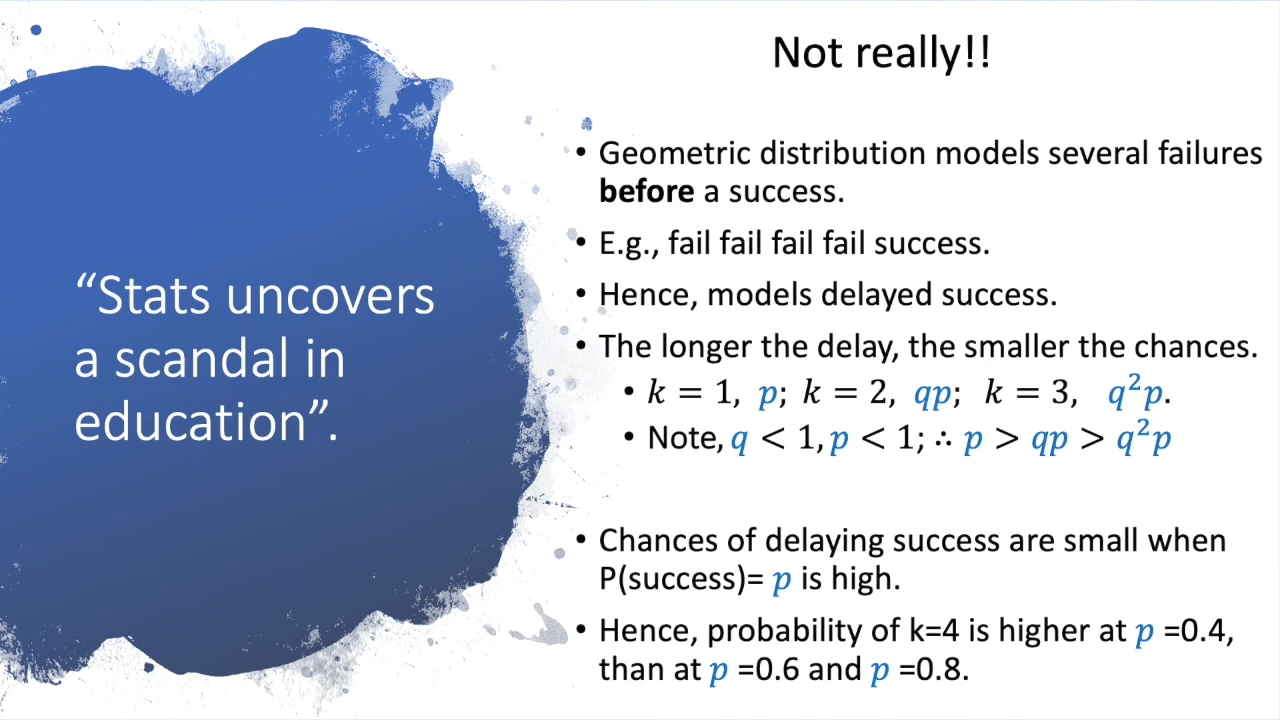 “Stats uncovers
a scandal in
education”.
Not really!!
• Geometric distribution models several failures
before a success.
• E.g., fail fail fail fail success.
• Hence, models delayed success.
• The longer the delay, the smaller the chances.
• k = 1, p; k = 2, qp; k = 3, q²p.
• Note, q < 1, p < 1; ∴ p > qp > q²p
• Chances of delaying success are small when
P(success)= p is high.
• Hence, probability of k=4 is higher at p =0.4,
than at p =0.6 and p =0.8.